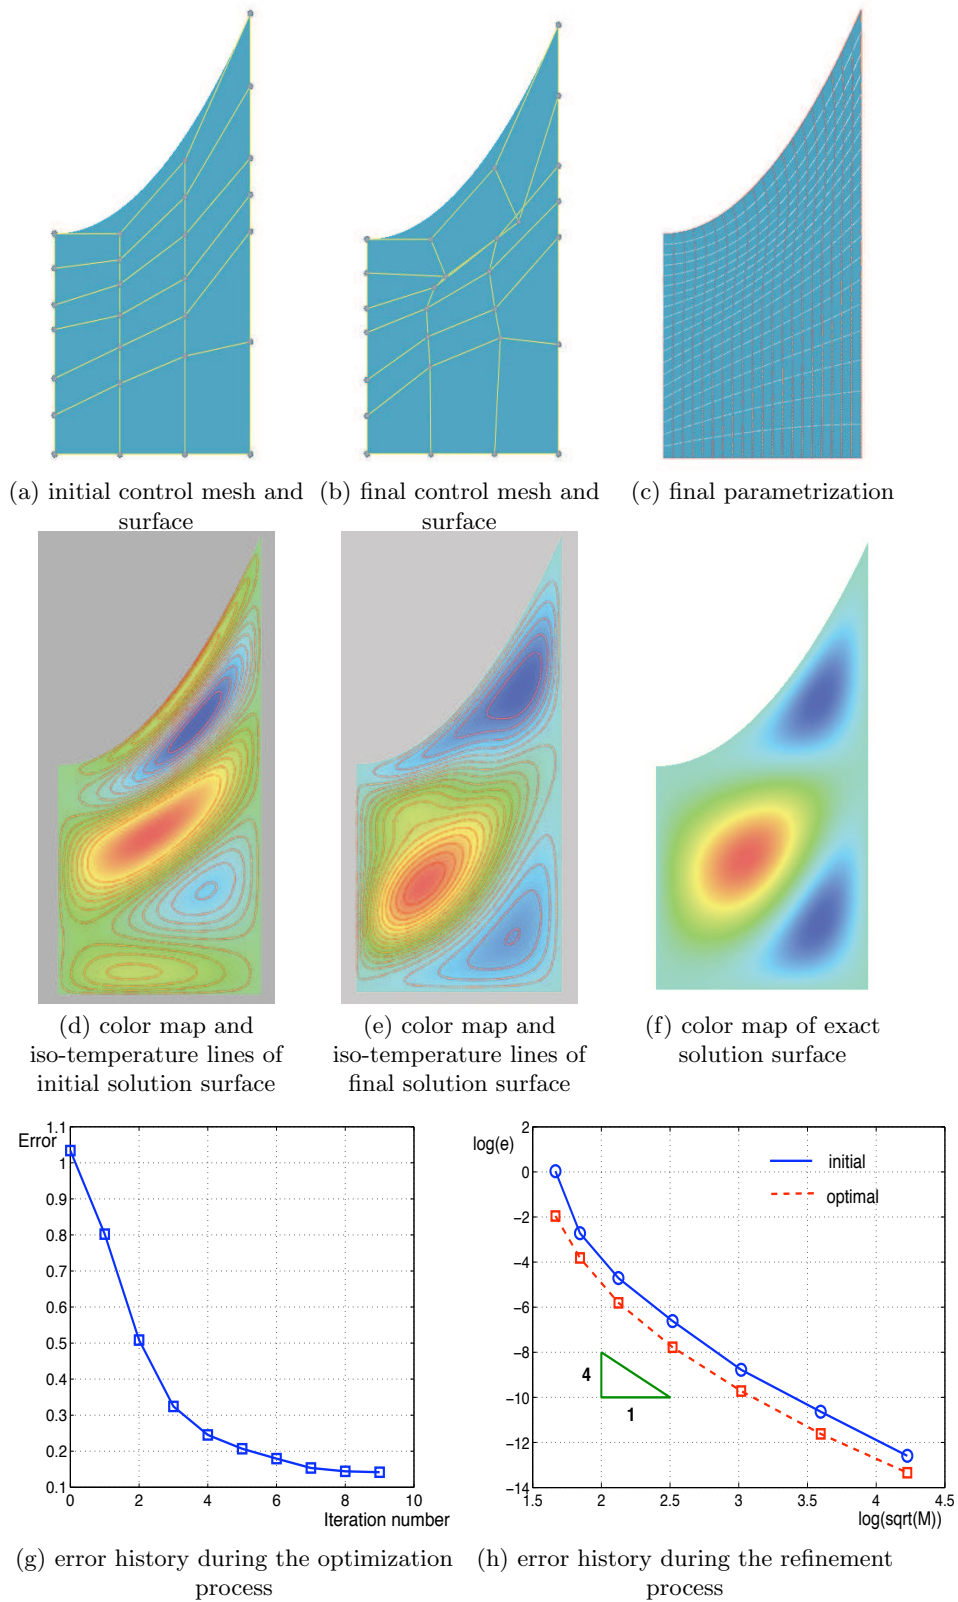 (a) initial control mesh and surface
(b) final control mesh and surface
(c) final parametrization
(d) color map and iso-temperature lines of initial solution surface
(e) color map and iso-temperature lines of final solution surface
(f) color map of exact solution surface
Error
1.1
1
0.9
0.8
0.7
0.6
0.5
0.4
0.3
0.2
0.1
0 2 4 6 8 10
Iteration number
(g) error history during the optimization process
log(e)
2
0
−2
−4
−6
−8
−10
−12
−14
initial
optimal
4
1
1.5 2 2.5 3 3.5 4 4.5
log(sqrt(M))
(h) error history during the refinement process